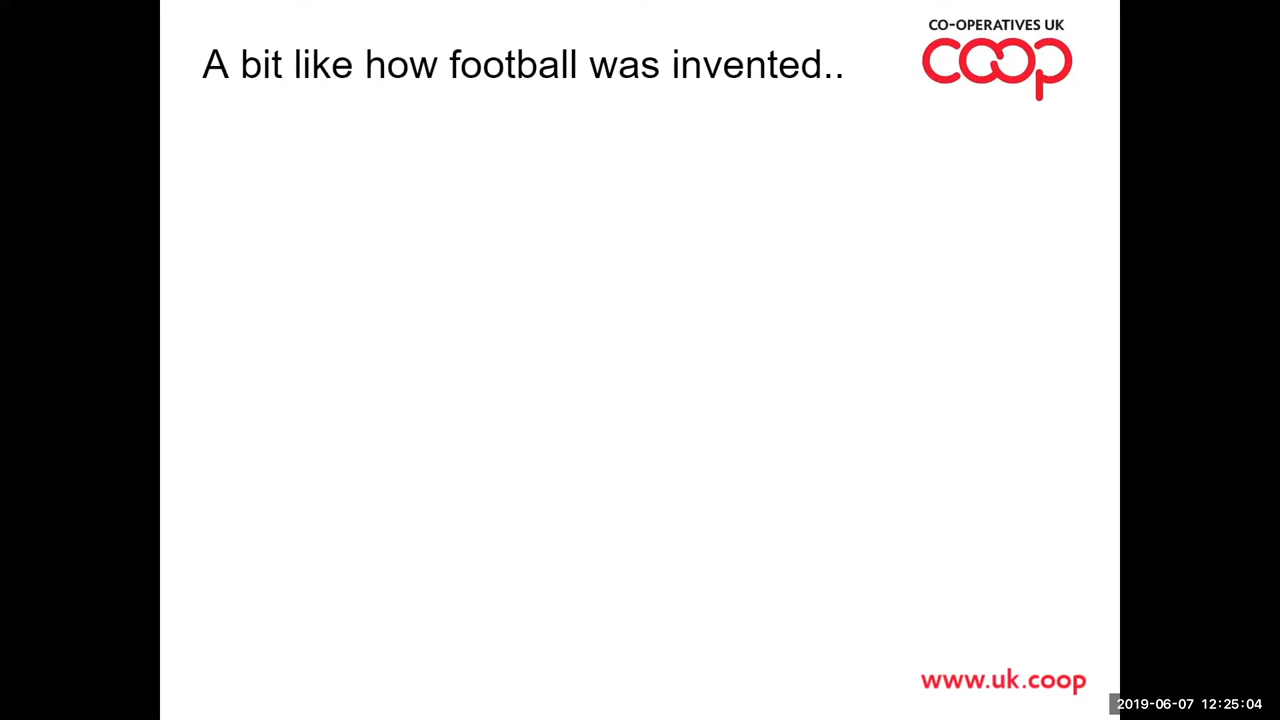 A bit like how football was invented..
CO-OPERATIVES UK
coop
www.uk.coop
2019-06-07 12:25:04